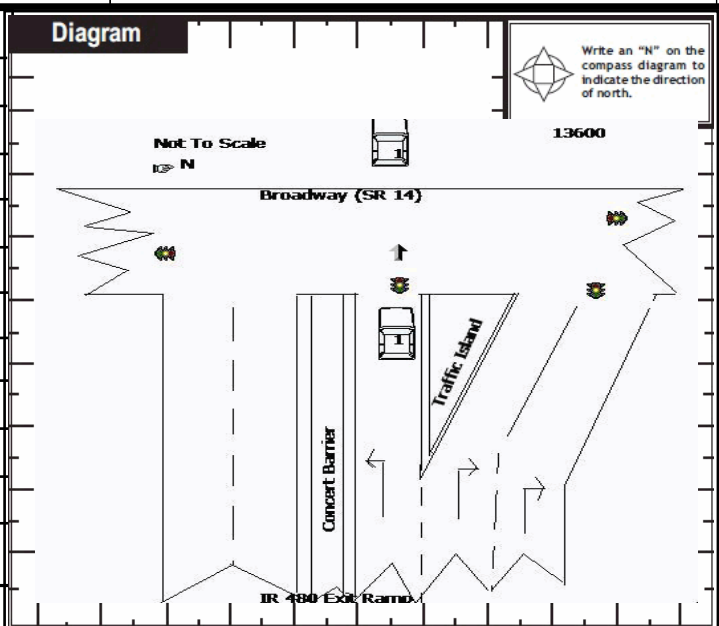 Diagram
Write an “N” on the
compass diagram to
indicate the direction
of north.
Not To Scale
N
1
13600
Broadway (SR 14)
1
Traffic Island
Concert Barrier
IR 480 Exit Ramp